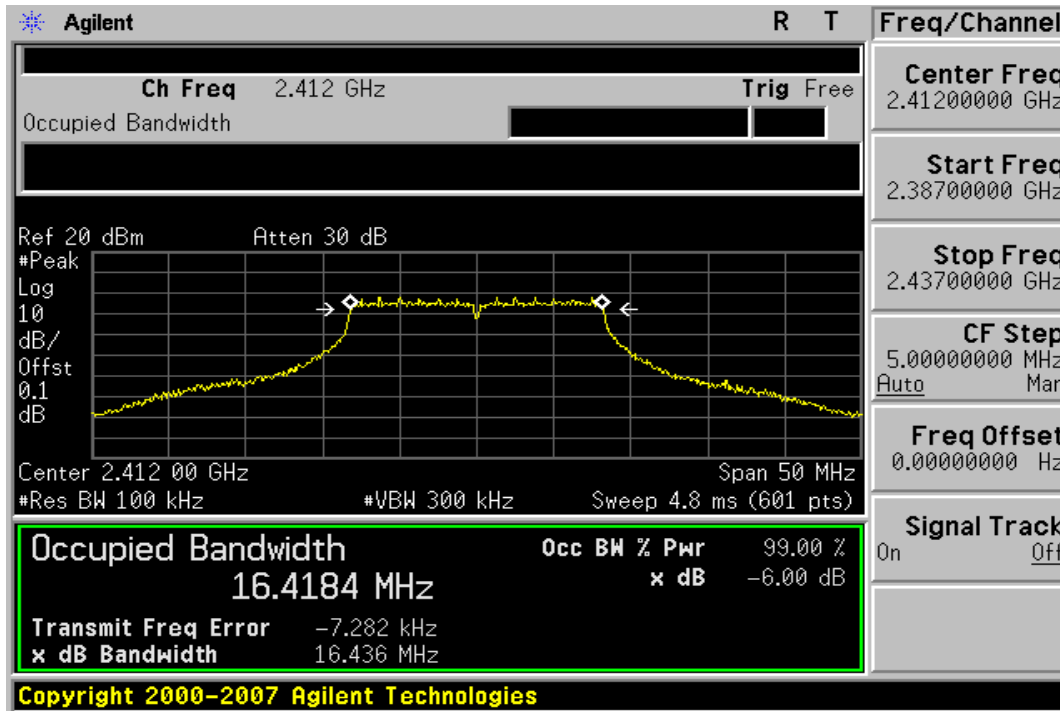 Agilent R T
Ch Freq 2.412 GHz Trig Free
Occupied Bandwidth
Ref 20 dBm Atten 30 dB
#Peak
Log
10
dB/
Offst
0.1
dB
Center 2.412 00 GHz Span 50 MHz
#Res BW 100 kHz #VBW 300 kHz Sweep 4.8 ms (601 pts)
Occupied Bandwidth
16.4184 MHz
Occ BW % Pwr 99.00 %
x dB -6.00 dB
Transmit Freq Error -7.282 kHz
x dB Bandwidth 16.436 MHz
Copyright 2000-2007 Agilent Technologies
Freq/Channel
Center Freq
2.41200000 GHz
Start Freq
2.38700000 GHz
Stop Freq
2.43700000 GHz
CF Step
5.00000000 MHz
Auto Man
Freq Offset
0.00000000 Hz
Signal Track
On Off